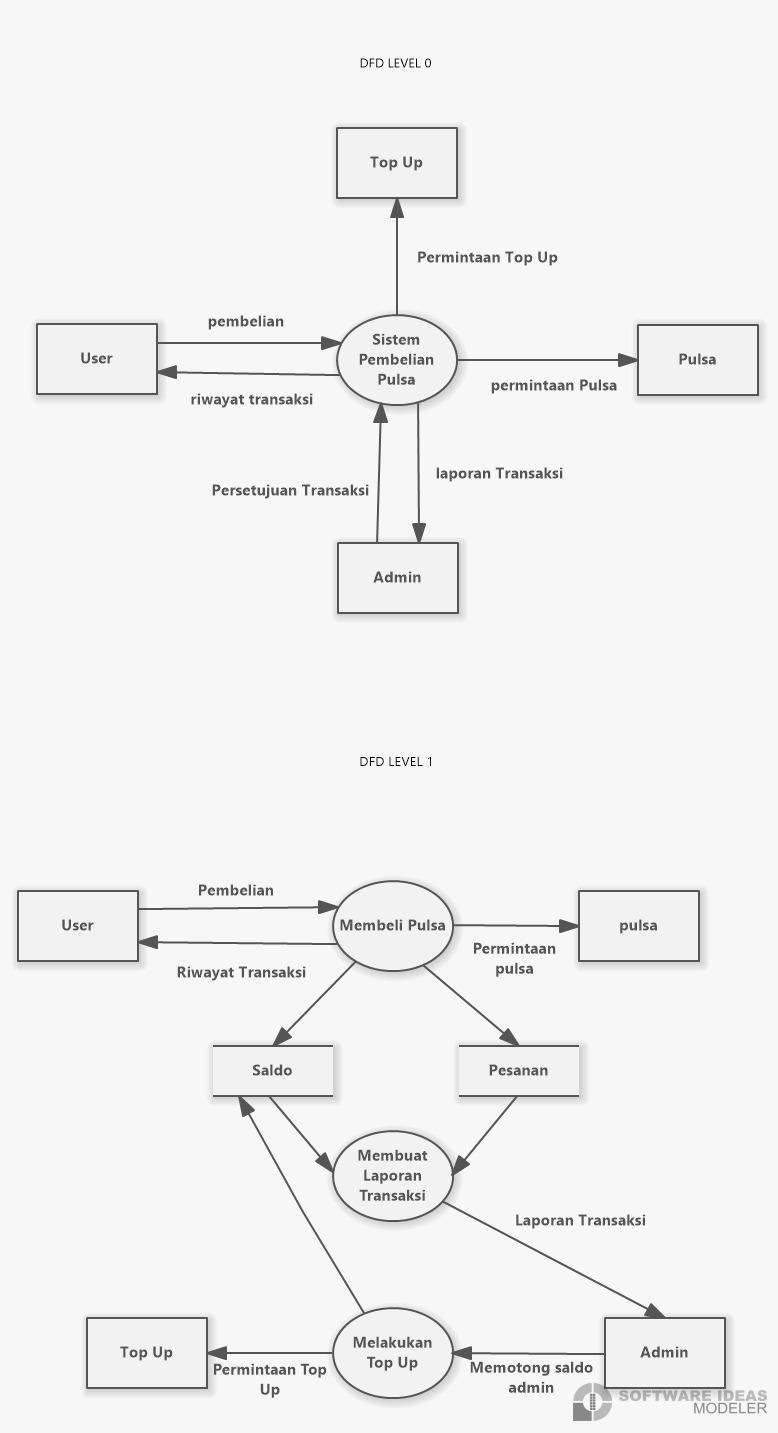 DFD LEVEL 0
Top Up
Permintaan Top Up
pembelian
User
Sistem
Pembelian
Pulsa
Pulsa
permintaan Pulsa
riwayat transaksi
laporan Transaksi
Persetujuan Transaksi
Admin
DFD LEVEL 1
Pembelian
User
Membeli Pulsa
pulsa
Permintaan
pulsa
Riwayat Transaksi
Saldo
Pesanan
Membuat
Laporan
Transaksi
Laporan Transaksi
Top Up
Melakukan
Top Up
Admin
Permintaan Top
Up
Memotong saldo
admin
SOFTWARE IDEAS
MODELER